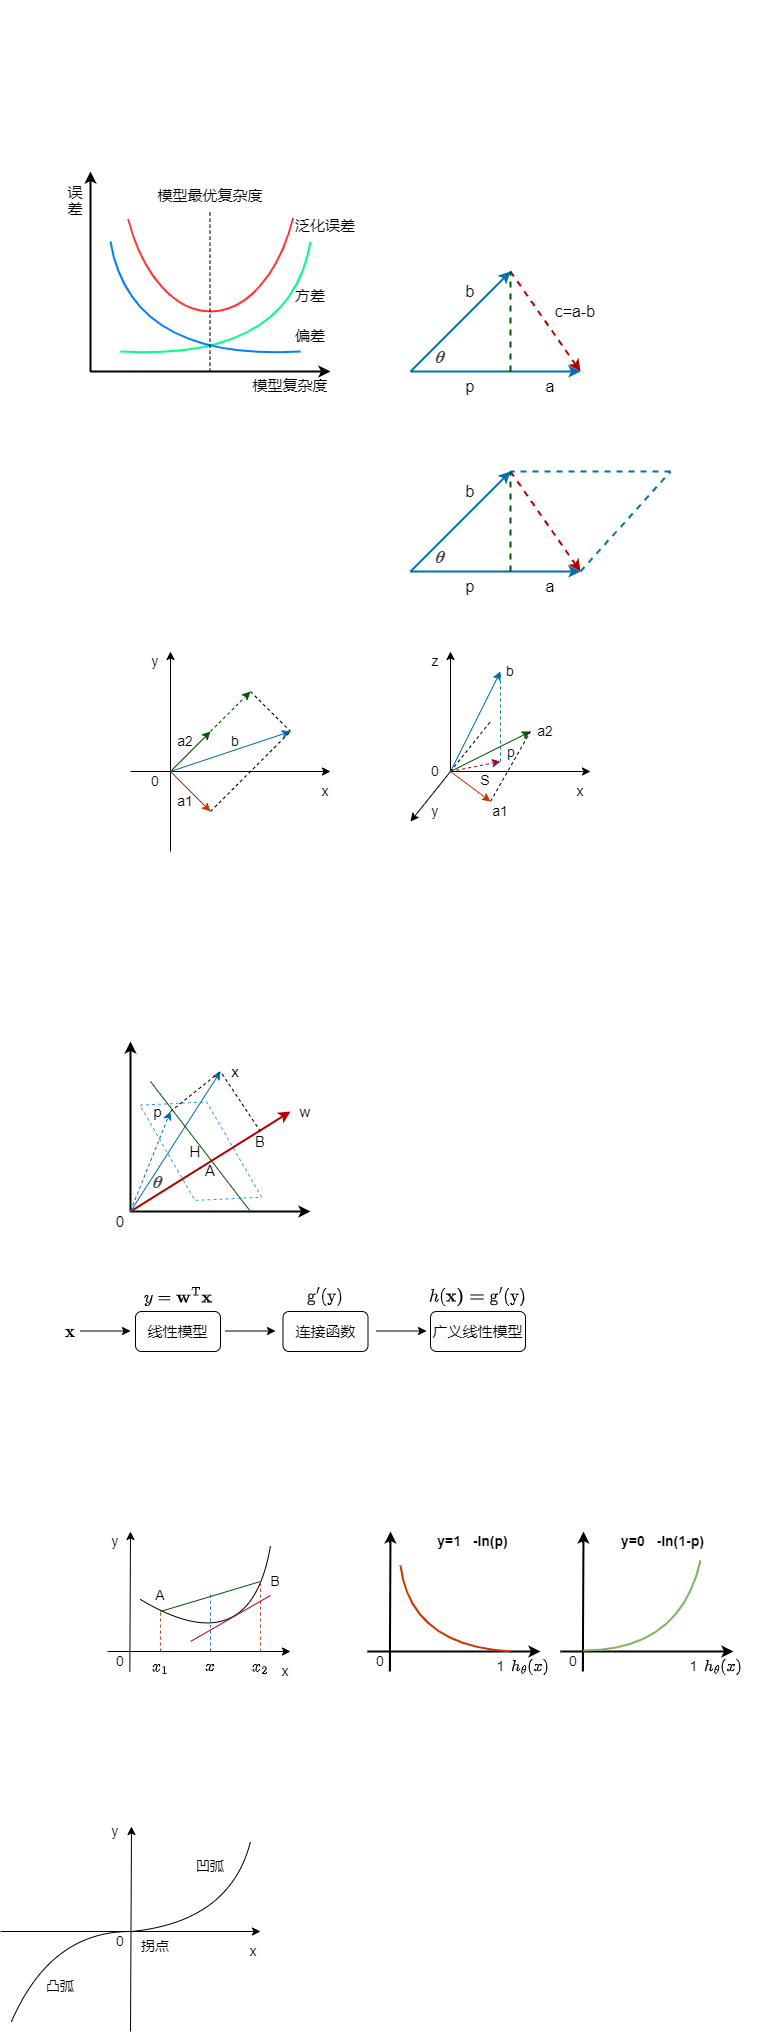 误
差
模型最优复杂度
泛化误差
方差
偏差
模型复杂度
b
c=a-b
θ
p
a
b
θ
p
a
y
a2
b
0
a1
x
z
b
a2
p
0
S
x
y
a1
x
p
w
H
B
A
θ
0
y = wᵀx
g′(y)
h(x) = g′(y)
x
线性模型
连接函数
广义线性模型
y
A
B
0
x₁
x
x₂
x
y=1 -ln(p)
0
1 hθ(x)
y=0 -ln(1-p)
0
1 hθ(x)
y
凹弧
0
拐点
x
凸弧